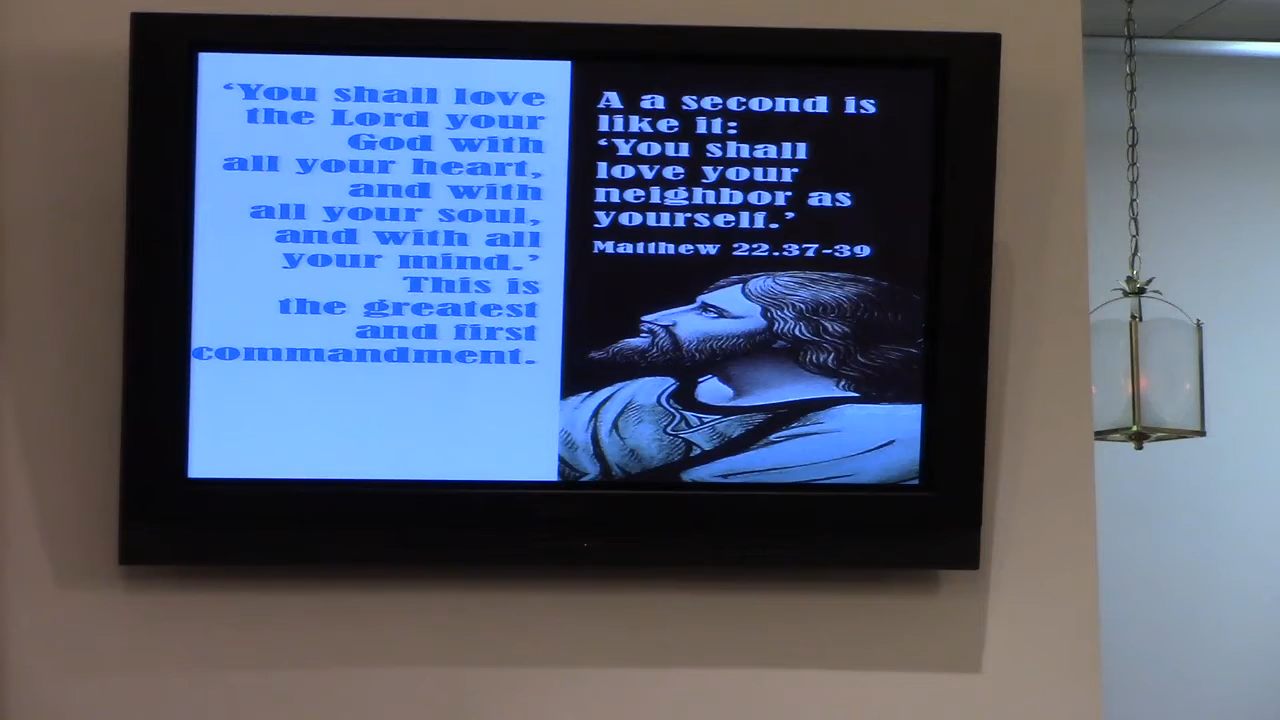 ‘You shall love
the Lord your
God with
all your heart,
and with
all your soul,
and with all
your mind.’
This is
the greatest
and first
commandment.
A a second is
like it:
‘You shall
love your
neighbor as
yourself.’
Matthew 22.37-39